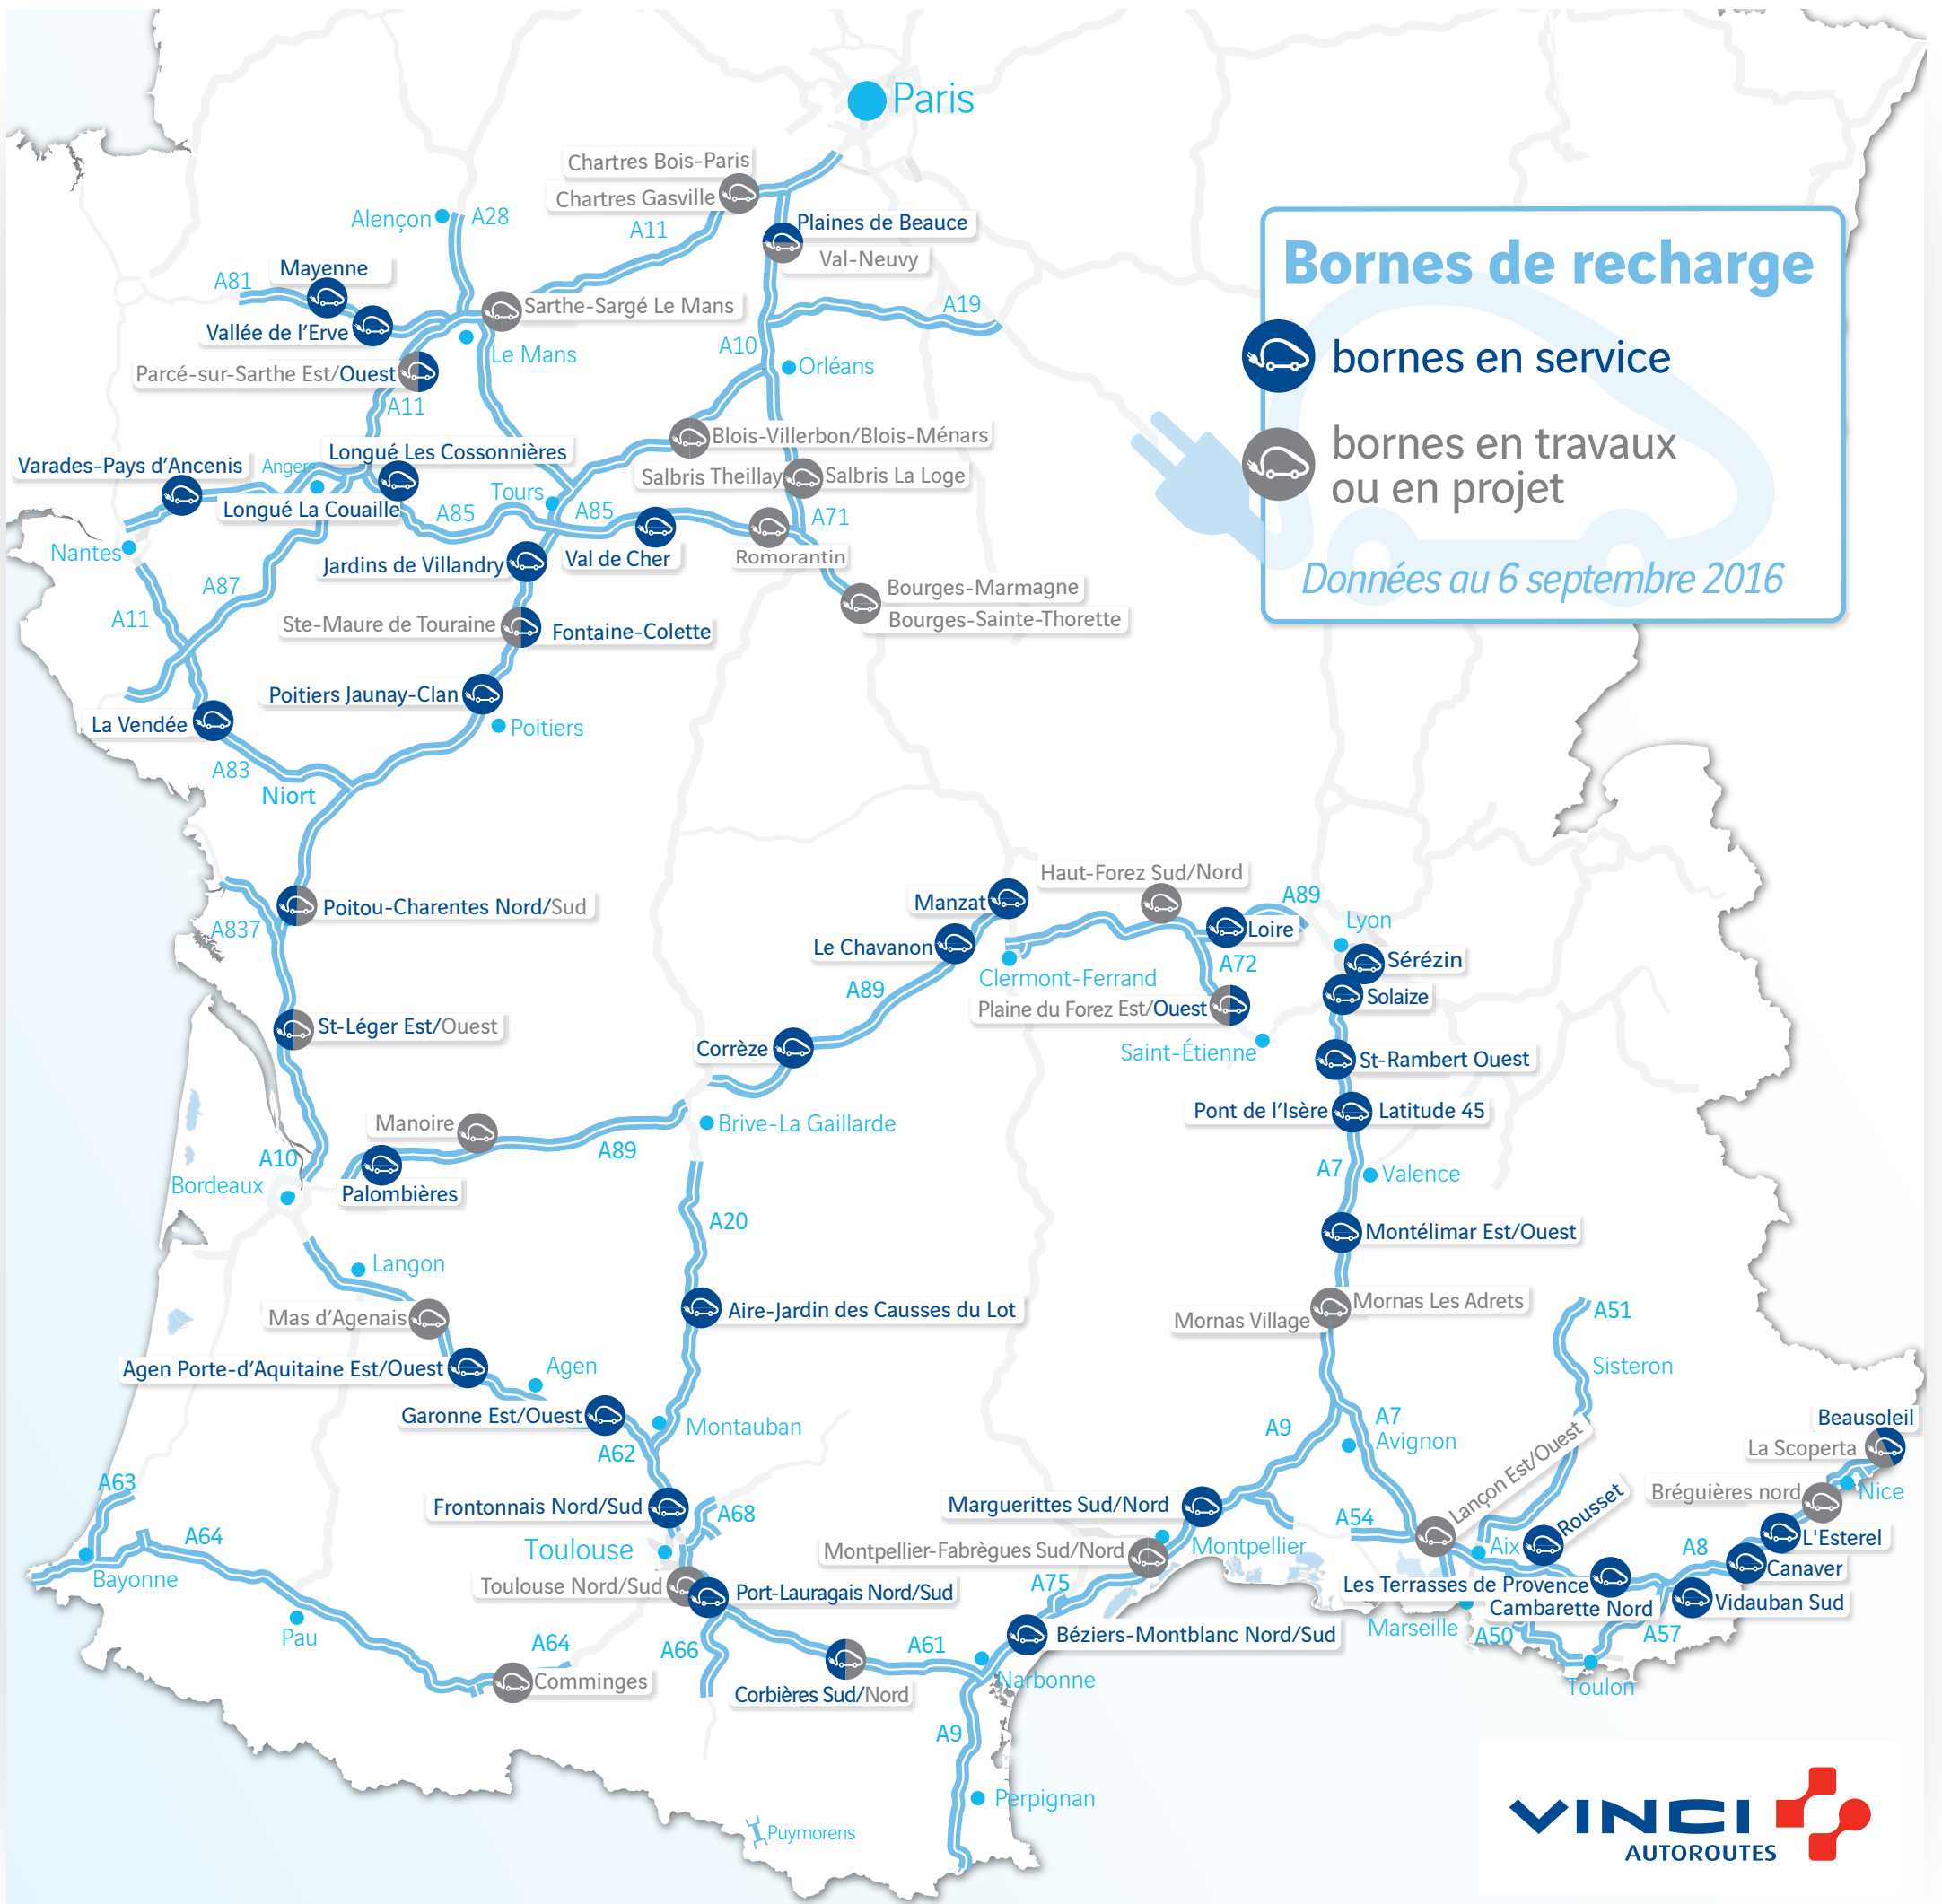 Paris
Chartres Bois-Paris
Chartres Gasville
Alençon
A28
A11
Plaines de Beauce
Val-Neuvy
Bornes de recharge
bornes en service
bornes en travaux
ou en projet
Données au 6 septembre 2016
Mayenne
A81
Vallée de l'Erve
Sarthe-Sargé Le Mans
A19
A10
Le Mans
Orléans
Parcé-sur-Sarthe Est/Ouest
A11
Blois-Villerbon/Blois-Ménars
Longué Les Cossonnières
Varades-Pays d'Ancenis
Angers
Salbris Theillay
Salbris La Loge
Tours
Longué La Couaille
A85
A85
A71
Nantes
Jardins de Villandry
Val de Cher
Romorantin
A87
A11
Bourges-Marmagne
Bourges-Sainte-Thorette
Ste-Maure de Touraine
Fontaine-Colette
Poitiers Jaunay-Clan
La Vendée
Poitiers
A83
Niort
Haut-Forez Sud/Nord
Manzat
A89
Poitou-Charentes Nord/Sud
A837
Le Chavanon
Loire
Lyon
Sérézin
A72
Clermont-Ferrand
A89
Solaize
Plaine du Forez Est/Ouest
St-Léger Est/Ouest
Corrèze
Saint-Étienne
St-Rambert Ouest
Pont de l'Isère
Latitude 45
Manoire
Brive-La Gaillarde
A89
A10
Bordeaux
Palombières
A7
Valence
A20
Montélimar Est/Ouest
Langon
Mas d'Agenais
Aire-Jardin des Causses du Lot
Mornas Les Adrets
Mornas Village
A51
Sisteron
Agen Porte-d'Aquitaine Est/Ouest
Agen
Garonne Est/Ouest
Montauban
A62
A9
A7
Avignon
Beausoleil
La Scoperta
Lançon Est/Ouest
Bréguières nord
Nice
A63
A64
Frontonnais Nord/Sud
A68
Marguerittes Sud/Nord
A54
Rousset
L'Esterel
Toulouse
Montpellier-Fabrègues Sud/Nord
Montpellier
Aix
A8
Canaver
Bayonne
Toulouse Nord/Sud
Port-Lauragais Nord/Sud
A75
Les Terrasses de Provence
Cambarette Nord
Vidauban Sud
Pau
A64
A66
A61
Béziers-Montblanc Nord/Sud
Marseille
A50
A57
Comminges
Corbières Sud/Nord
Narbonne
Toulon
A9
Perpignan
Puymorens
VINCI
AUTOROUTES